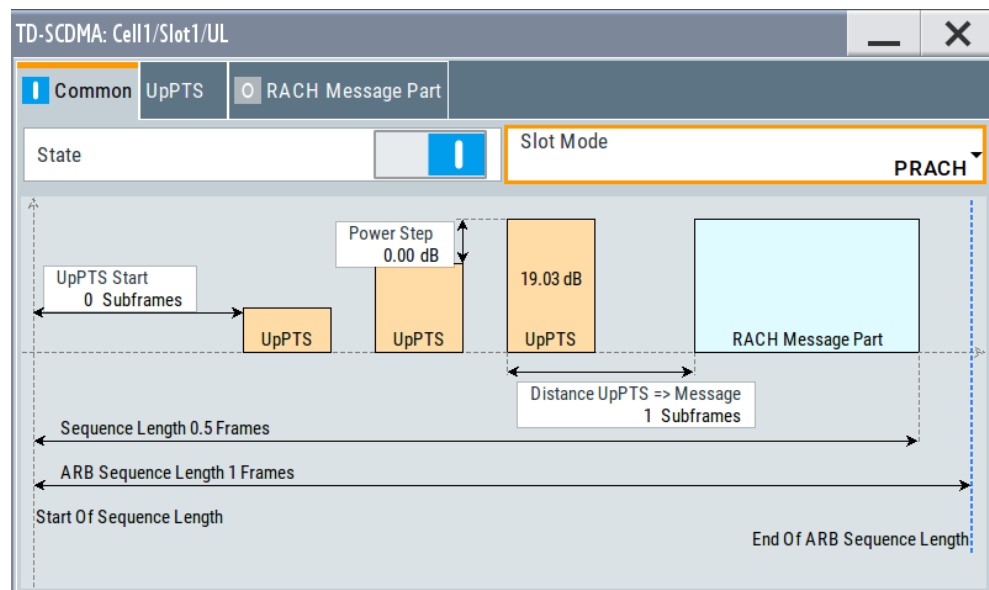 TD-SCDMA: Cell1/Slot1/UL
Common
UpPTS
RACH Message Part
State
Slot Mode
PRACH
Power Step
0.00 dB
UpPTS Start
0 Subframes
19.03 dB
UpPTS
UpPTS
UpPTS
RACH Message Part
Distance UpPTS => Message
1 Subframes
Sequence Length 0.5 Frames
ARB Sequence Length 1 Frames
Start Of Sequence Length
End Of ARB Sequence Length